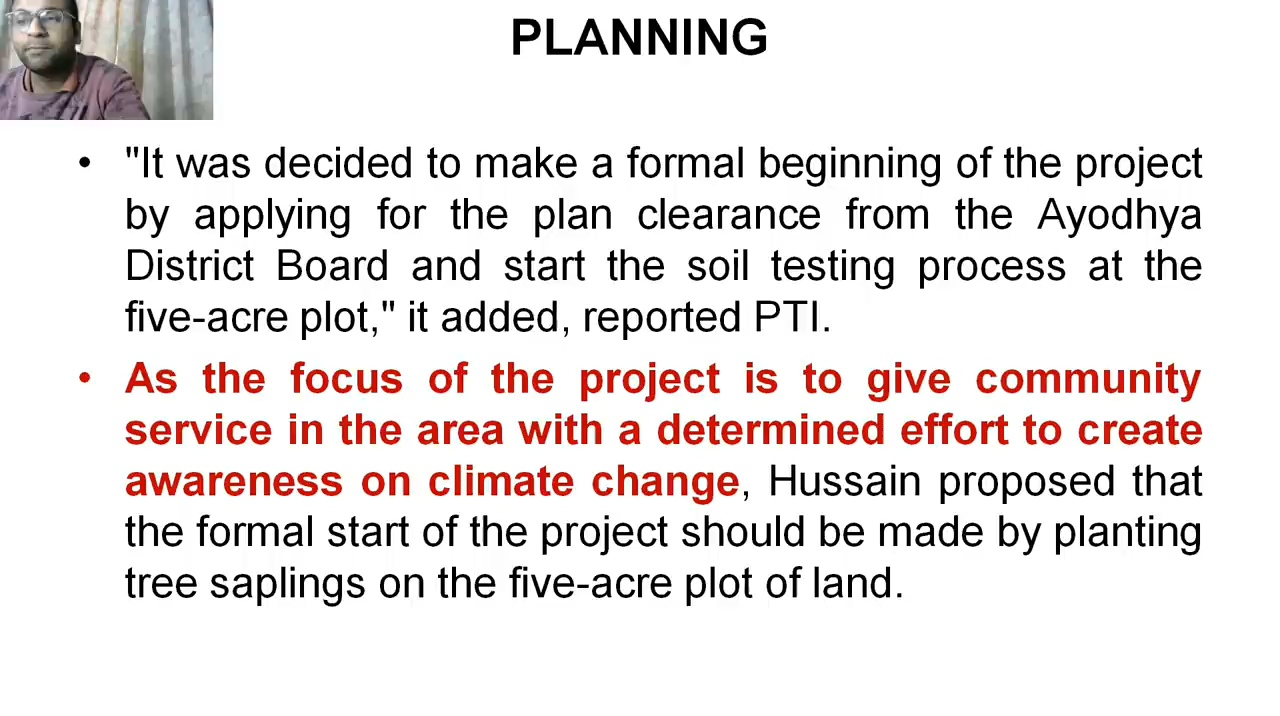 PLANNING
• "It was decided to make a formal beginning of the project
by applying for the plan clearance from the Ayodhya
District Board and start the soil testing process at the
five-acre plot," it added, reported PTI.
• As the focus of the project is to give community
service in the area with a determined effort to create
awareness on climate change, Hussain proposed that
the formal start of the project should be made by planting
tree saplings on the five-acre plot of land.